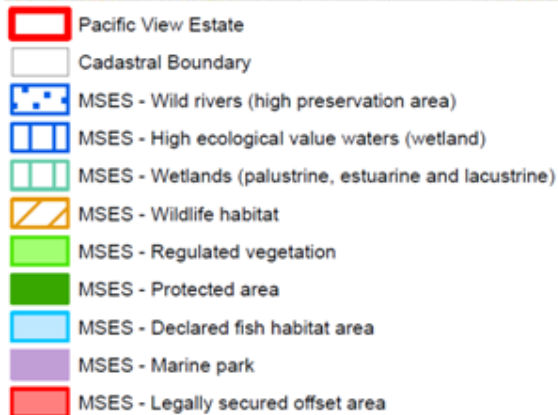 Pacific View Estate
Cadastral Boundary
MSES - Wild rivers (high preservation area)
MSES - High ecological value waters (wetland)
MSES - Wetlands (palustrine, estuarine and lacustrine)
MSES - Wildlife habitat
MSES - Regulated vegetation
MSES - Protected area
MSES - Declared fish habitat area
MSES - Marine park
MSES - Legally secured offset area